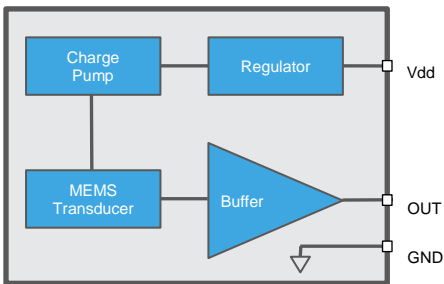 Charge
Pump
Regulator
Vdd
MEMS
Transducer
Buffer
OUT
GND